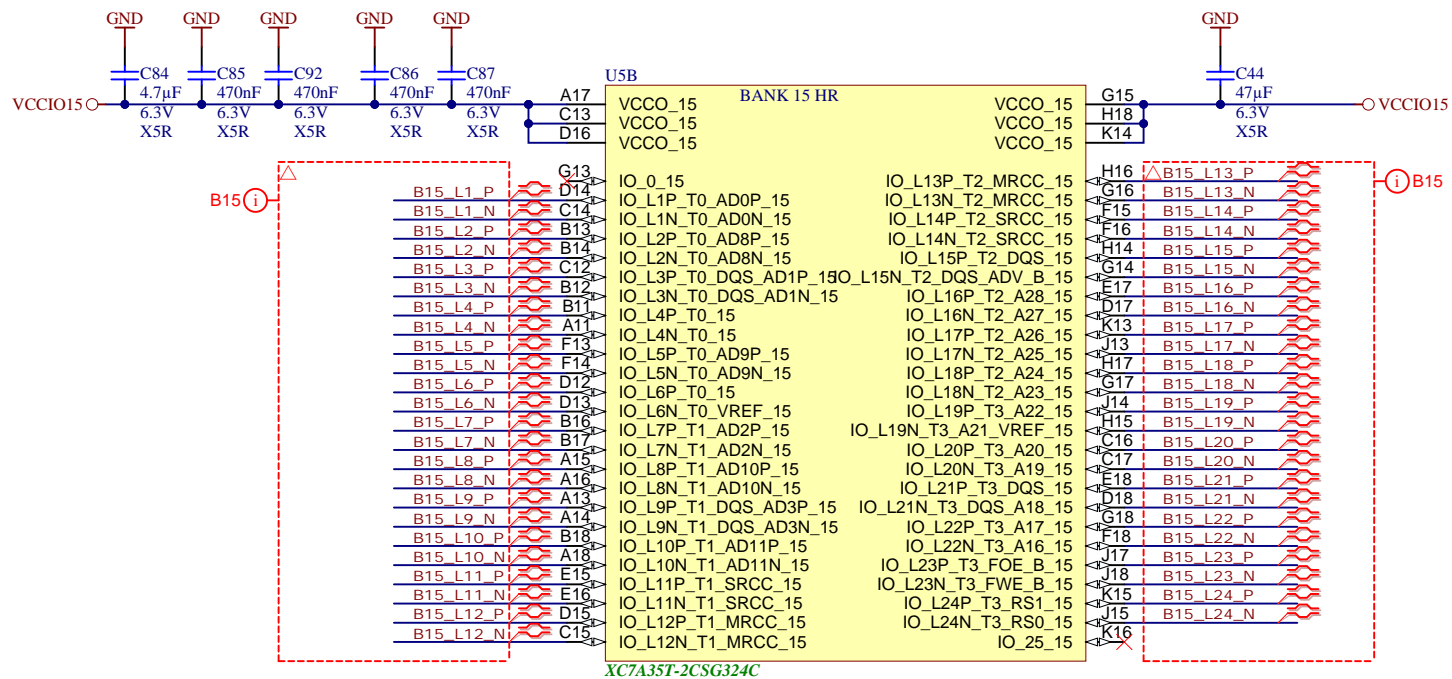 GND GND GND GND GND GND
C84 C85 C92 C86 C87 C44
4.7µF 470nF 470nF 470nF 470nF 47µF
6.3V 6.3V 6.3V 6.3V 6.3V 6.3V
X5R X5R X5R X5R X5R X5R
VCCIO15 VCCIO15
U5B
BANK 15 HR
A17 VCCO_15 VCCO_15 G15
C13 VCCO_15 VCCO_15 H18
D16 VCCO_15 VCCO_15 K14
B15 B15
G13 IO_0_15 IO_L13P_T2_MRCC_15 H16 B15_L13_P
B15_L1_P D14 IO_L1P_T0_AD0P_15 IO_L13N_T2_MRCC_15 G16 B15_L13_N
B15_L1_N C14 IO_L1N_T0_AD0N_15 IO_L14P_T2_SRCC_15 F15 B15_L14_P
B15_L2_P B13 IO_L2P_T0_AD8P_15 IO_L14N_T2_SRCC_15 F16 B15_L14_N
B15_L2_N B14 IO_L2N_T0_AD8N_15 IO_L15P_T2_DQS_15 H14 B15_L15_P
B15_L3_P C12 IO_L3P_T0_DQS_AD1P_15 IO_L15N_T2_DQS_ADV_B_15 G14 B15_L15_N
B15_L3_N B12 IO_L3N_T0_DQS_AD1N_15 IO_L16P_T2_A28_15 E17 B15_L16_P
B15_L4_P B11 IO_L4P_T0_15 IO_L16N_T2_A27_15 D17 B15_L16_N
B15_L4_N A11 IO_L4N_T0_15 IO_L17P_T2_A26_15 K13 B15_L17_P
B15_L5_P F13 IO_L5P_T0_AD9P_15 IO_L17N_T2_A25_15 J13 B15_L17_N
B15_L5_N F14 IO_L5N_T0_AD9N_15 IO_L18P_T2_A24_15 H17 B15_L18_P
B15_L6_P D12 IO_L6P_T0_15 IO_L18N_T2_A23_15 G17 B15_L18_N
B15_L6_N D13 IO_L6N_T0_VREF_15 IO_L19P_T3_A22_15 J14 B15_L19_P
B15_L7_P B16 IO_L7P_T1_AD2P_15 IO_L19N_T3_A21_VREF_15 H15 B15_L19_N
B15_L7_N B17 IO_L7N_T1_AD2N_15 IO_L20P_T3_A20_15 C16 B15_L20_P
B15_L8_P A15 IO_L8P_T1_AD10P_15 IO_L20N_T3_A19_15 C17 B15_L20_N
B15_L8_N A16 IO_L8N_T1_AD10N_15 IO_L21P_T3_DQS_15 E18 B15_L21_P
B15_L9_P A13 IO_L9P_T1_DQS_AD3P_15 IO_L21N_T3_DQS_A18_15 D18 B15_L21_N
B15_L9_N A14 IO_L9N_T1_DQS_AD3N_15 IO_L22P_T3_A17_15 G18 B15_L22_P
B15_L10_P B18 IO_L10P_T1_AD11P_15 IO_L22N_T3_A16_15 F18 B15_L22_N
B15_L10_N A18 IO_L10N_T1_AD11N_15 IO_L23P_T3_FOE_B_15 J17 B15_L23_P
B15_L11_P E15 IO_L11P_T1_SRCC_15 IO_L23N_T3_FWE_B_15 J18 B15_L23_N
B15_L11_N E16 IO_L11N_T1_SRCC_15 IO_L24P_T3_RS1_15 K15 B15_L24_P
B15_L12_P D15 IO_L12P_T1_MRCC_15 IO_L24N_T3_RS0_15 J15 B15_L24_N
B15_L12_N C15 IO_L12N_T1_MRCC_15 IO_25_15 K16
XC7A35T-2CSG324C